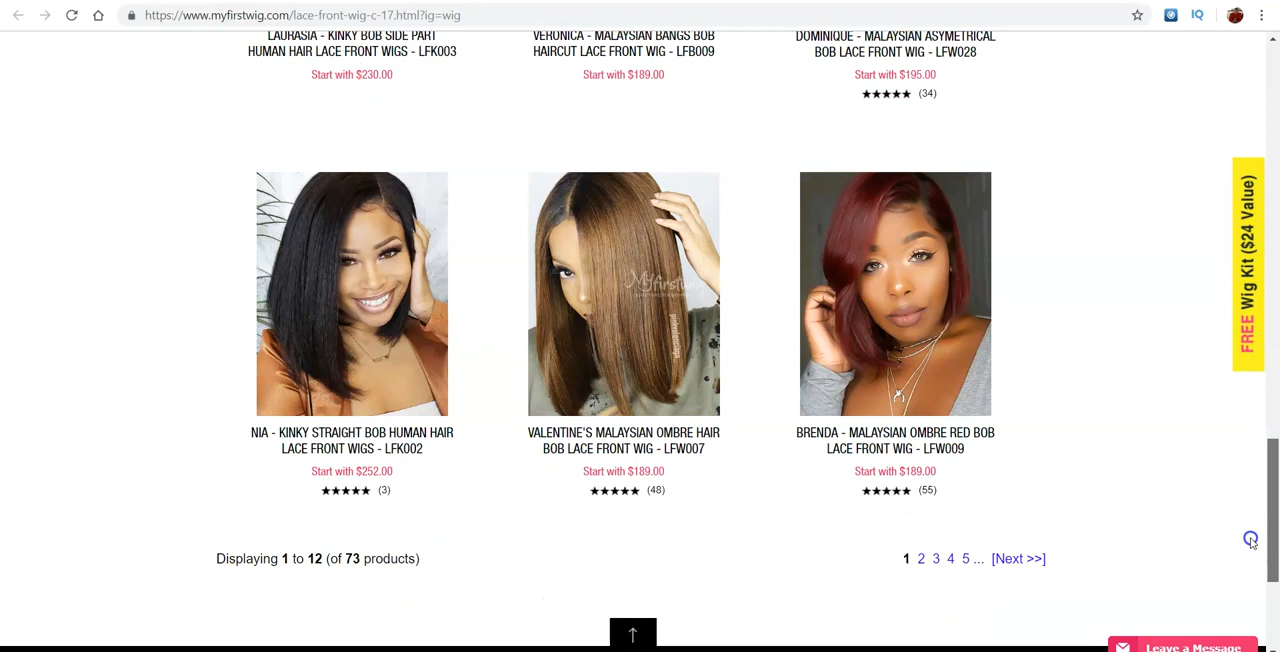 https://www.myfirstwig.com/lace-front-wig-c-17.html?ig=wig
LAURASIA - KINKY BOB SIDE PART
HUMAN HAIR LACE FRONT WIGS - LFK003
Start with $230.00
VERONICA - MALAYSIAN BANGS BOB
HAIRCUT LACE FRONT WIG - LFB009
Start with $189.00
DOMINIQUE - MALAYSIAN ASYMETRICAL
BOB LACE FRONT WIG - LFW028
Start with $195.00
★★★★★ (34)
Myfirstwig
FREE Wig Kit ($24 Value)
NIA - KINKY STRAIGHT BOB HUMAN HAIR
LACE FRONT WIGS - LFK002
Start with $252.00
★★★★★ (3)
VALENTINE'S MALAYSIAN OMBRE HAIR
BOB LACE FRONT WIG - LFW007
Start with $189.00
★★★★★ (48)
BRENDA - MALAYSIAN OMBRE RED BOB
LACE FRONT WIG - LFW009
Start with $189.00
★★★★★ (55)
Displaying 1 to 12 (of 73 products)
1 2 3 4 5 ... [Next >>]
Leave a Message